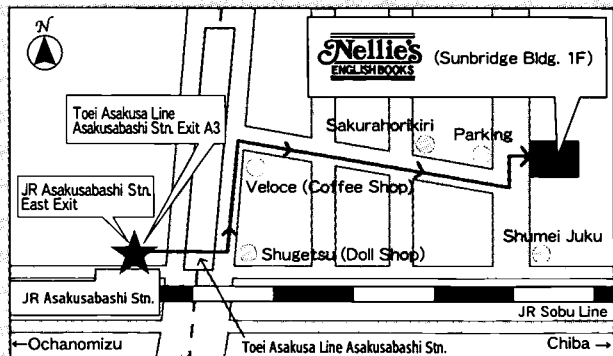 N
Nellie's
ENGLISH BOOKS
(Sunbridge Bldg. 1F)
Toei Asakusa Line
Asakusabashi Stn. Exit A3
Sakurahorikiri
Parking
JR Asakusabashi Stn.
East Exit
Veloce (Coffee Shop)
Shugetsu (Doll Shop)
Shumei Juku
JR Asakusabashi Stn.
JR Sobu Line
←Ochanomizu
Toei Asakusa Line Asakusabashi Stn.
Chiba→